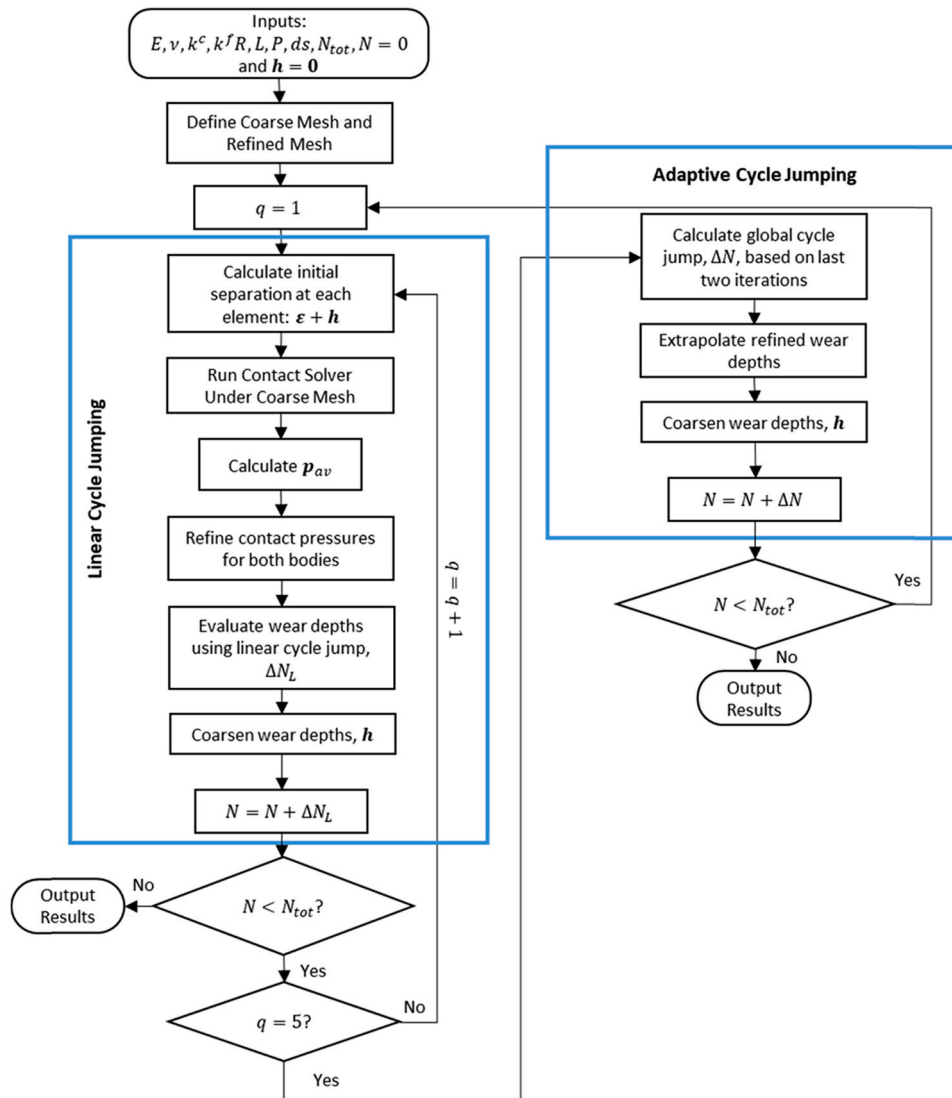 Inputs:
E, ν, k^c, k^f R, L, P, ds, N_tot, N = 0
and h = 0
Define Coarse Mesh and
Refined Mesh
q = 1
Linear Cycle Jumping
Calculate initial
separation at each
element: ε + h
Run Contact Solver
Under Coarse Mesh
Calculate p_av
Refine contact pressures
for both bodies
Evaluate wear depths
using linear cycle jump,
ΔN_L
Coarsen wear depths, h
N = N + ΔN_L
q = q + 1
N < N_tot?
No
Output
Results
Yes
q = 5?
No
Yes
Adaptive Cycle Jumping
Calculate global cycle
jump, ΔN, based on last
two iterations
Extrapolate refined wear
depths
Coarsen wear depths, h
N = N + ΔN
N < N_tot?
Yes
No
Output
Results